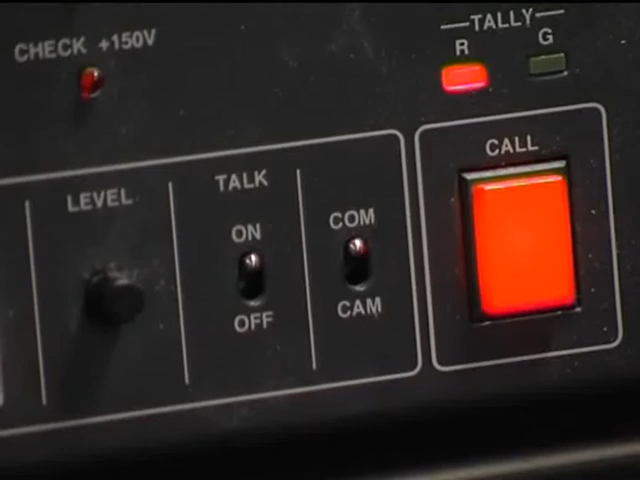 CHECK +150V
TALLY
R G
CALL
LEVEL
TALK
ON
OFF
COM
CAM